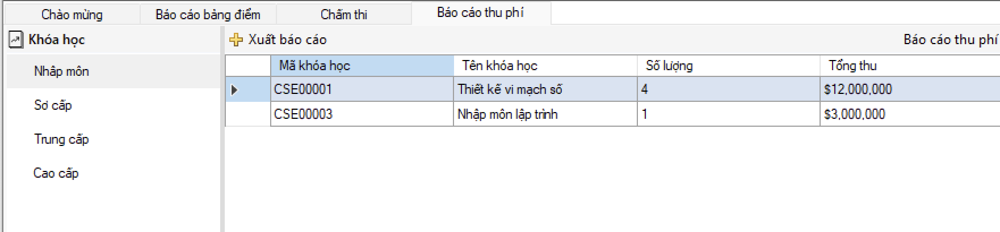 Chào mừng Báo cáo bảng điểm Chấm thi Báo cáo thu phí
Khóa học
Nhập môn
Sơ cấp
Trung cấp
Cao cấp
Xuất báo cáo Báo cáo thu phí
Mã khóa học Tên khóa học Số lượng Tổng thu
CSE00001 Thiết kế vi mạch số 4 $12,000,000
CSE00003 Nhập môn lập trình 1 $3,000,000